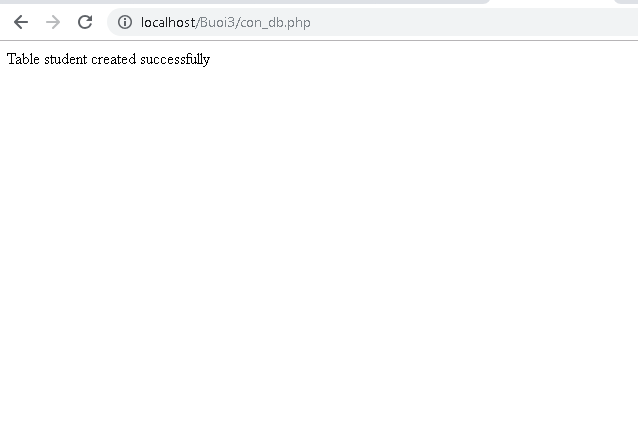 localhost/Buoi3/con_db.php
Table student created successfully